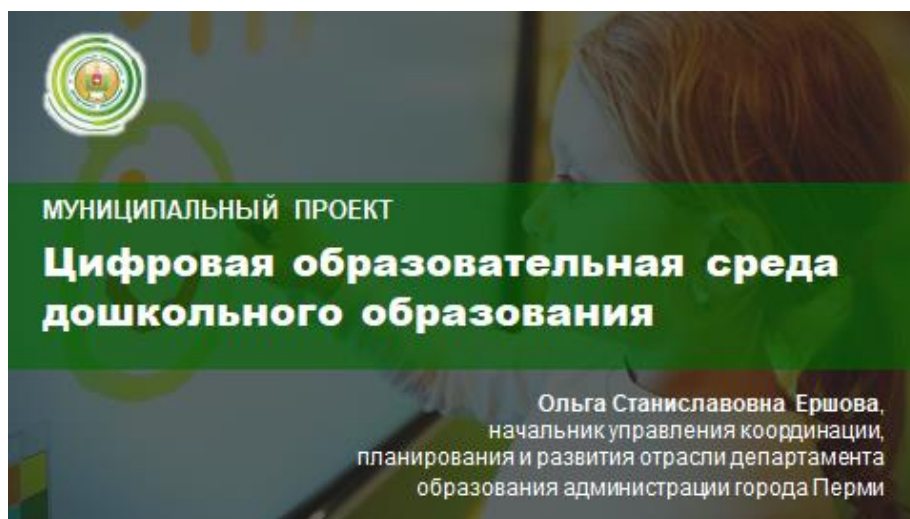 МУНИЦИПАЛЬНЫЙ ПРОЕКТ
Цифровая образовательная среда
дошкольного образования
Ольга Станиславовна Ершова,
начальник управления координации,
планирования и развития отрасли департамента
образования администрации города Перми